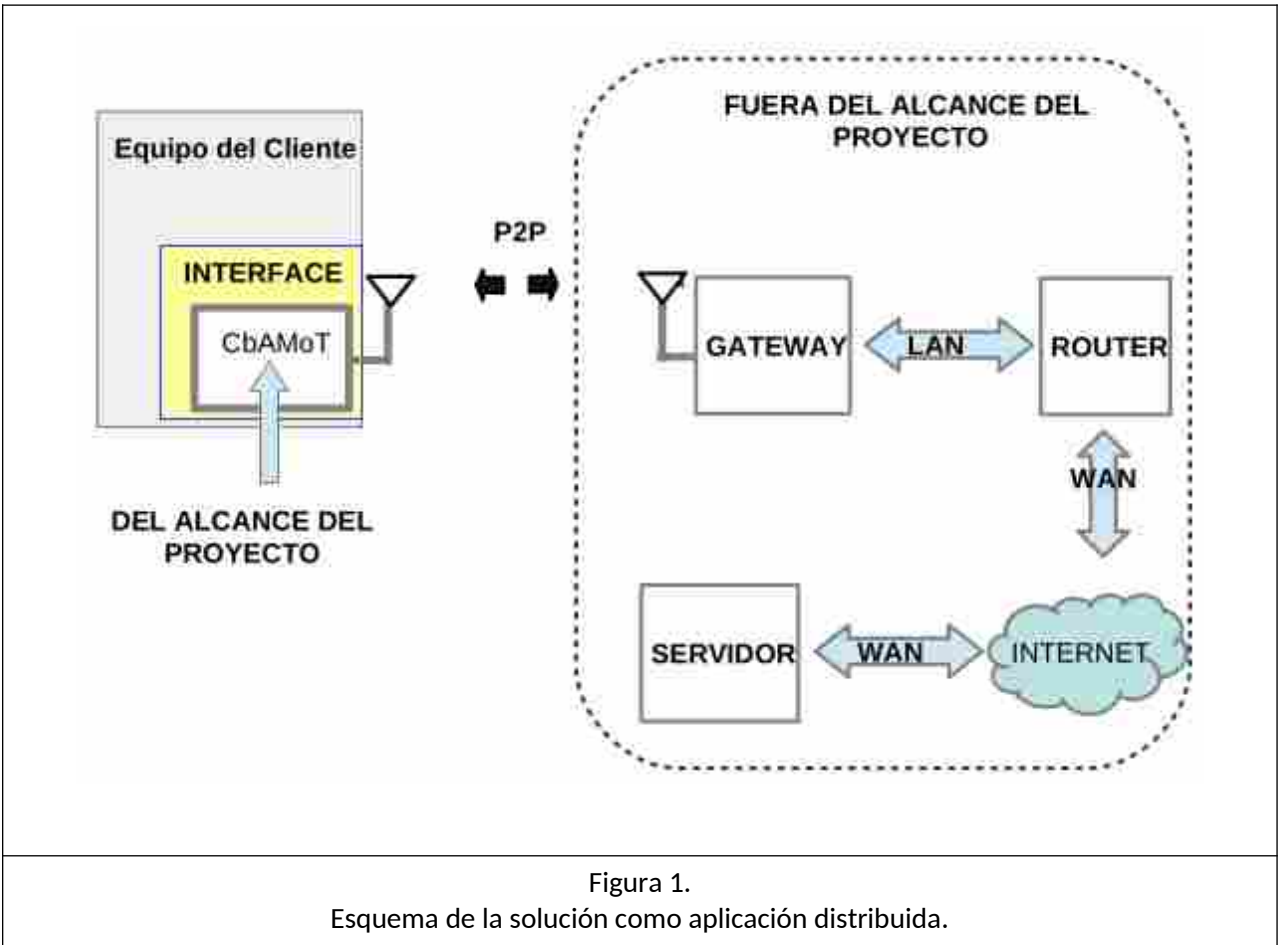 FUERA DEL ALCANCE DEL
PROYECTO
Equipo del Cliente
P2P
INTERFACE
CbAMoT
GATEWAY
LAN
ROUTER
WAN
DEL ALCANCE DEL
PROYECTO
SERVIDOR
WAN
INTERNET
Figura 1.
Esquema de la solución como aplicación distribuida.